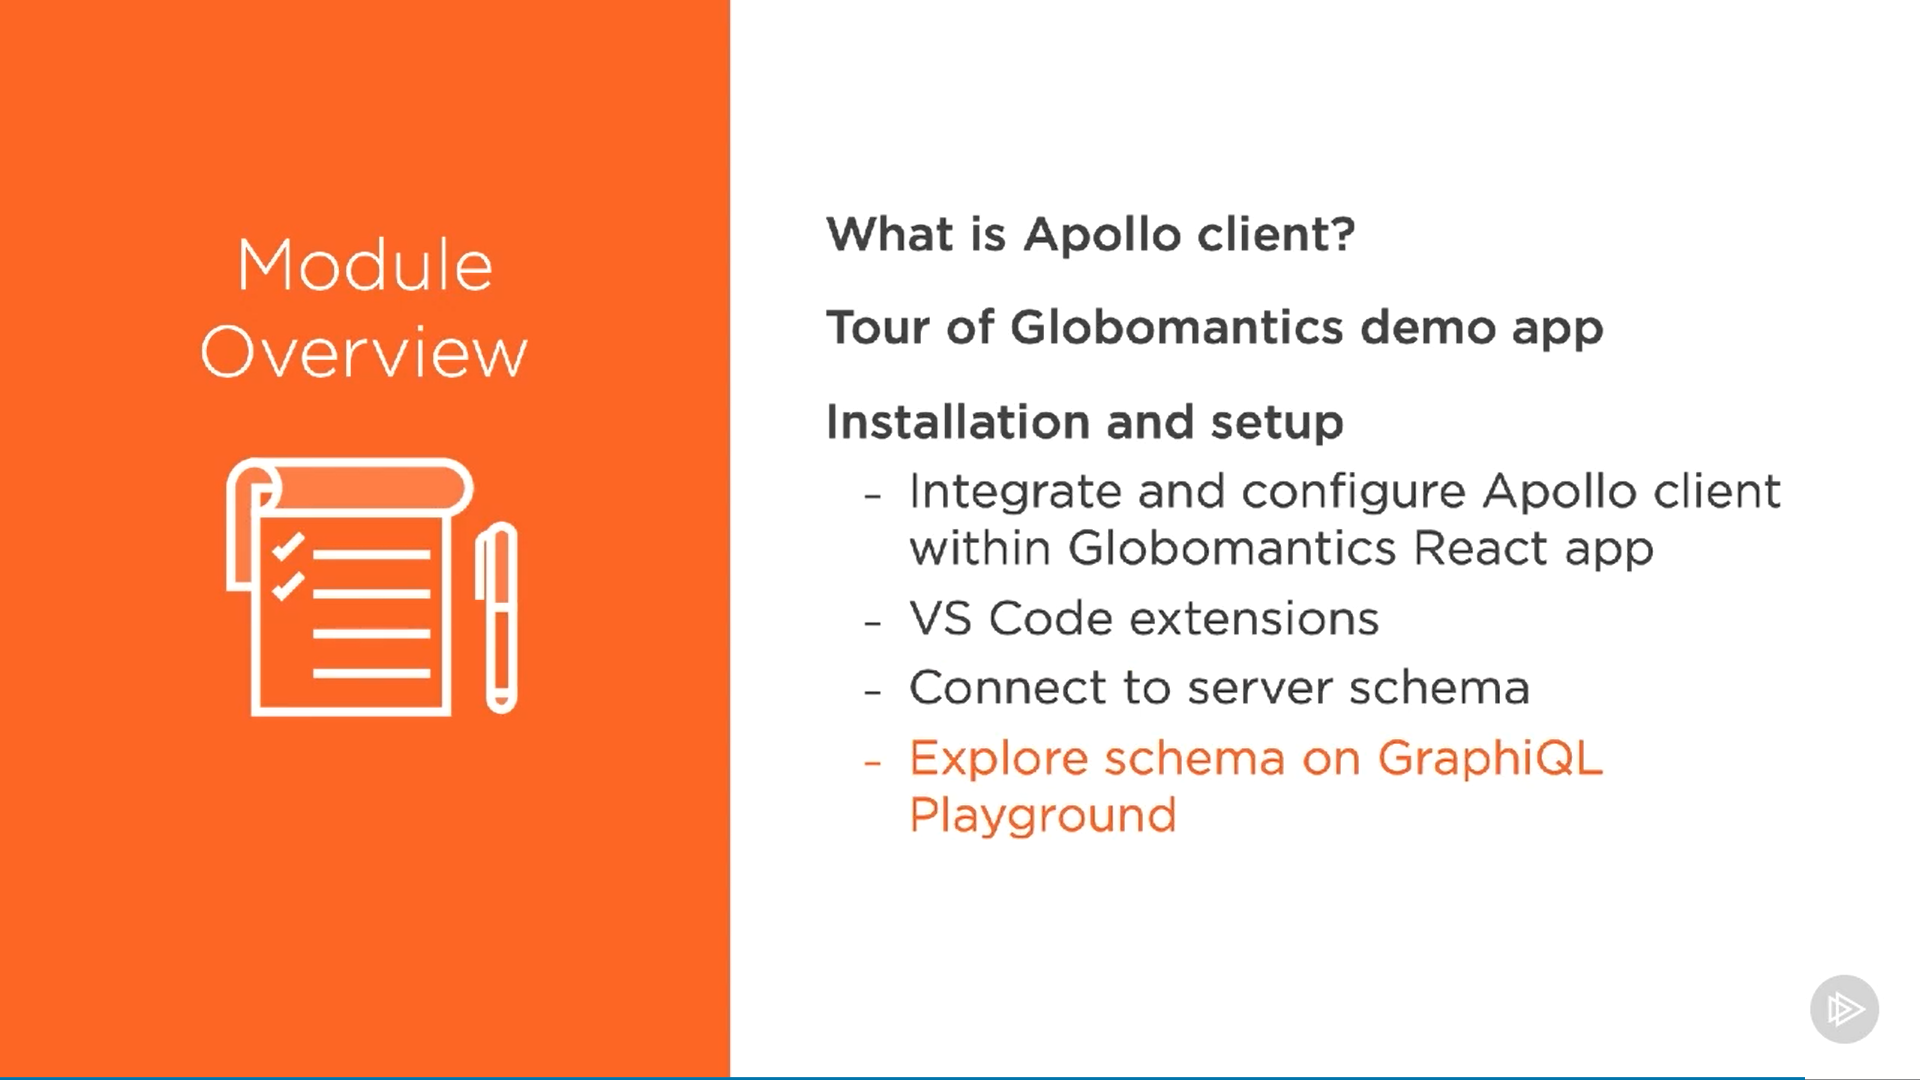 Module
Overview
What is Apollo client?
Tour of Globomantics demo app
Installation and setup
- Integrate and configure Apollo client
within Globomantics React app
- VS Code extensions
- Connect to server schema
- Explore schema on GraphiQL
Playground